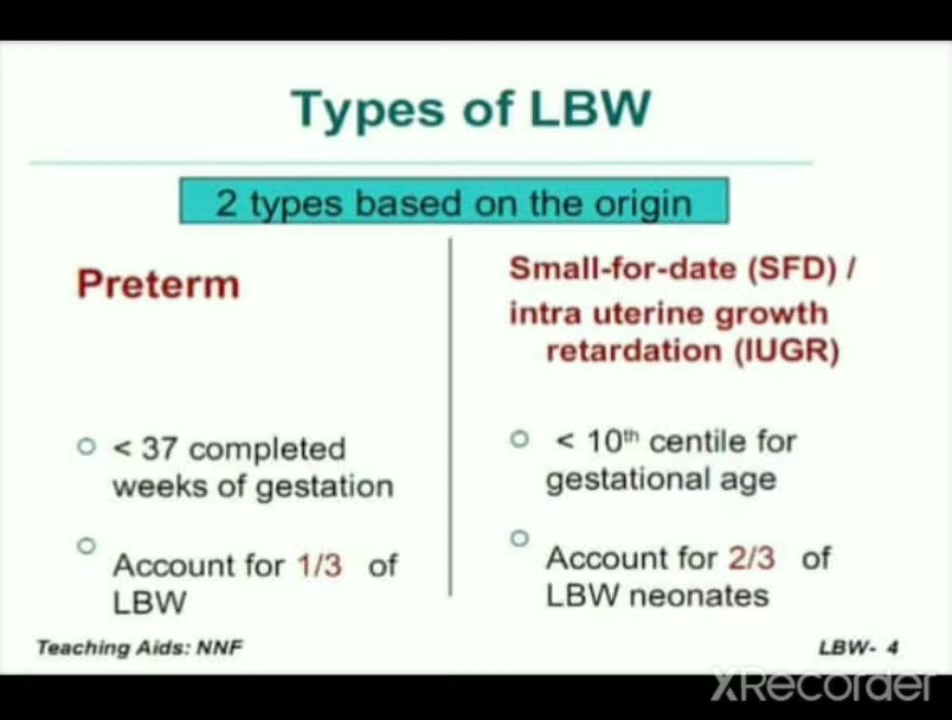 Types of LBW
2 types based on the origin
Preterm
< 37 completed
weeks of gestation
Account for 1/3 of
LBW
Small-for-date (SFD) /
intra uterine growth
retardation (IUGR)
< 10th centile for
gestational age
Account for 2/3 of
LBW neonates
Teaching Aids: NNF
LBW- 4
XRecorder